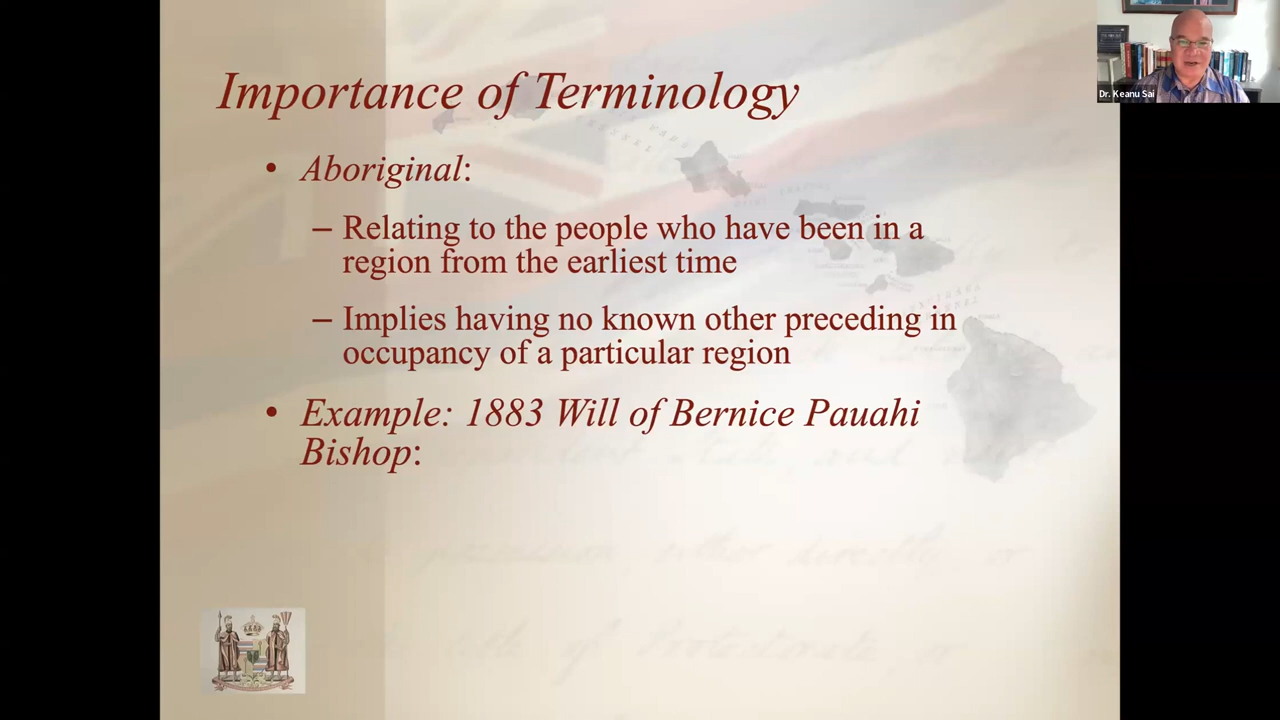 Importance of Terminology
• Aboriginal:
– Relating to the people who have been in a
region from the earliest time
– Implies having no known other preceding in
occupancy of a particular region
• Example: 1883 Will of Bernice Pauahi
Bishop:
Dr. Keanu Sai